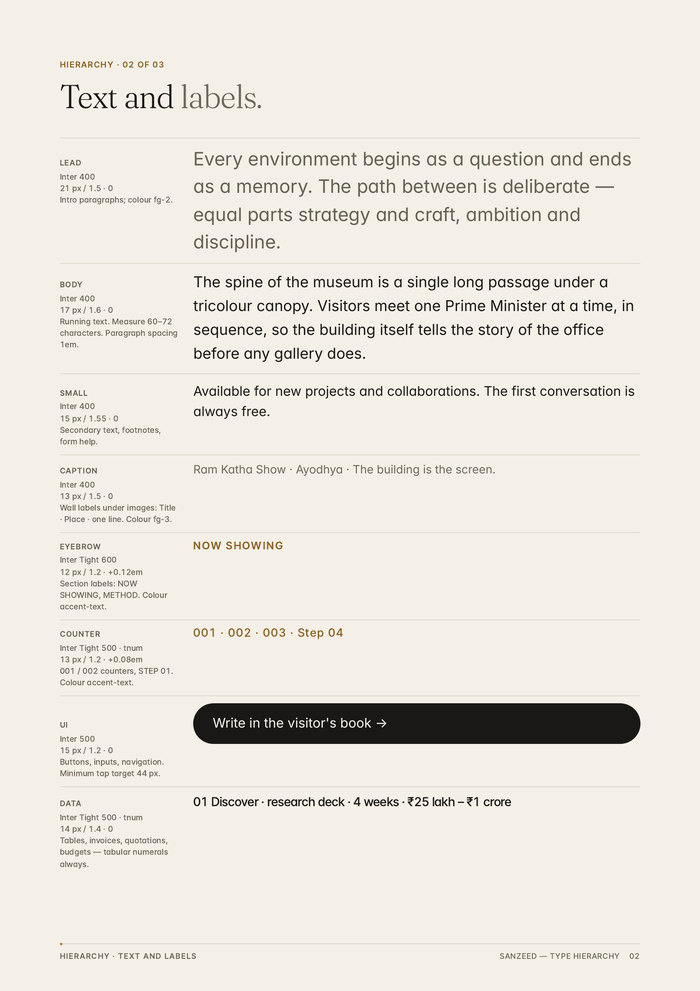 HIERARCHY · 02 OF 03
Text and labels.
LEAD
Inter 400
21 px / 1.5 · 0
Intro paragraphs; colour fg-2.
Every environment begins as a question and ends
as a memory. The path between is deliberate —
equal parts strategy and craft, ambition and
discipline.
BODY
Inter 400
17 px / 1.6 · 0
Running text. Measure 60–72
characters. Paragraph spacing
1em.
The spine of the museum is a single long passage under a
tricolour canopy. Visitors meet one Prime Minister at a time, in
sequence, so the building itself tells the story of the office
before any gallery does.
SMALL
Inter 400
15 px / 1.55 · 0
Secondary text, footnotes,
form help.
Available for new projects and collaborations. The first conversation is
always free.
CAPTION
Inter 400
13 px / 1.5 · 0
Wall labels under images: Title
· Place · one line. Colour fg-3.
Ram Katha Show · Ayodhya · The building is the screen.
EYEBROW
Inter Tight 600
12 px / 1.2 · +0.12em
Section labels: NOW
SHOWING, METHOD. Colour
accent-text.
NOW SHOWING
COUNTER
Inter Tight 500 · tnum
13 px / 1.2 · +0.08em
001 / 002 counters, STEP 01.
Colour accent-text.
001 · 002 · 003 · Step 04
UI
Inter 500
15 px / 1.2 · 0
Buttons, inputs, navigation.
Minimum tap target 44 px.
Write in the visitor's book →
DATA
Inter Tight 500 · tnum
14 px / 1.4 · 0
Tables, invoices, quotations,
budgets — tabular numerals
always.
01 Discover · research deck · 4 weeks · ₹25 lakh – ₹1 crore
HIERARCHY · TEXT AND LABELS
SANZEED — TYPE HIERARCHY 02